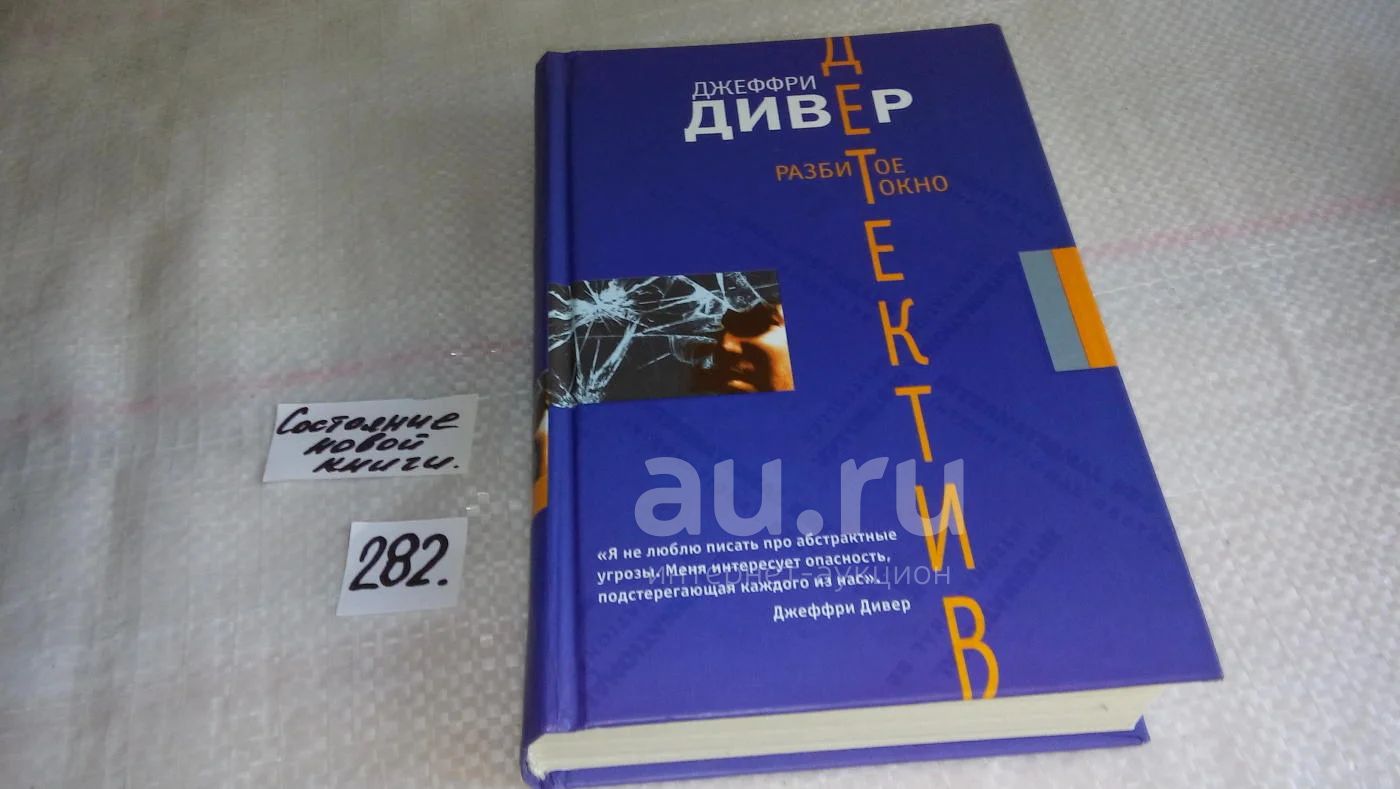 ДЖЕФФРИ
ДИВЕР
РАЗБИТОЕ
ОКНО
ДЕТЕКТИВ
Состояние
новой
книги.
282.
au.ru
интернет-аукцион
«Я не люблю писать про абстрактные
угрозы. Меня интересует опасность,
подстерегающая каждого из нас».
Джеффри Дивер